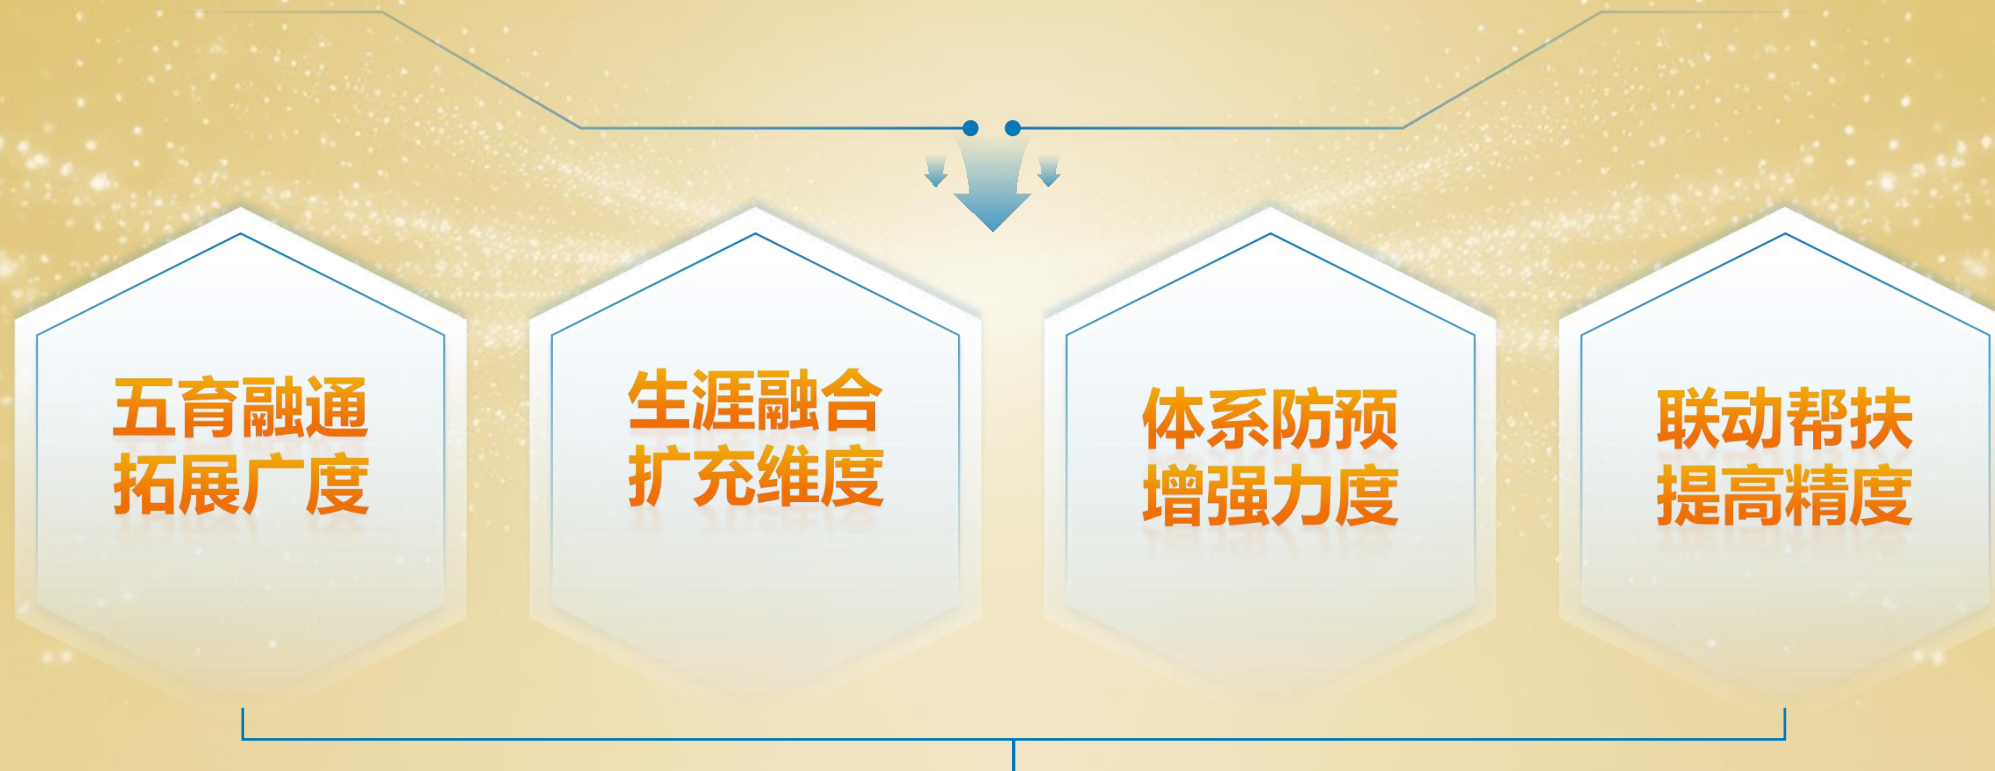 五育融通
拓展广度
生涯融合
扩充维度
体系防预
增强力度
联动帮扶
提高精度